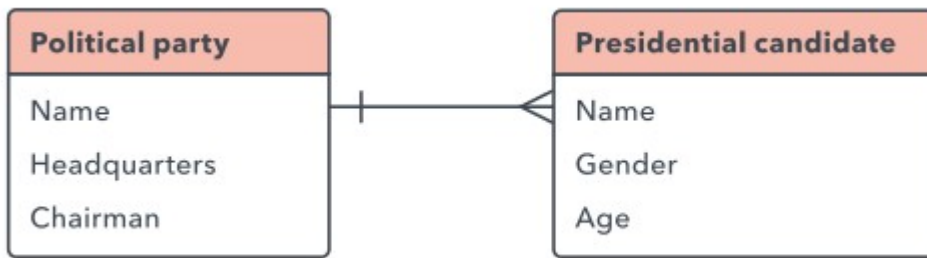 Political party
Name
Headquarters
Chairman
Presidential candidate
Name
Gender
Age